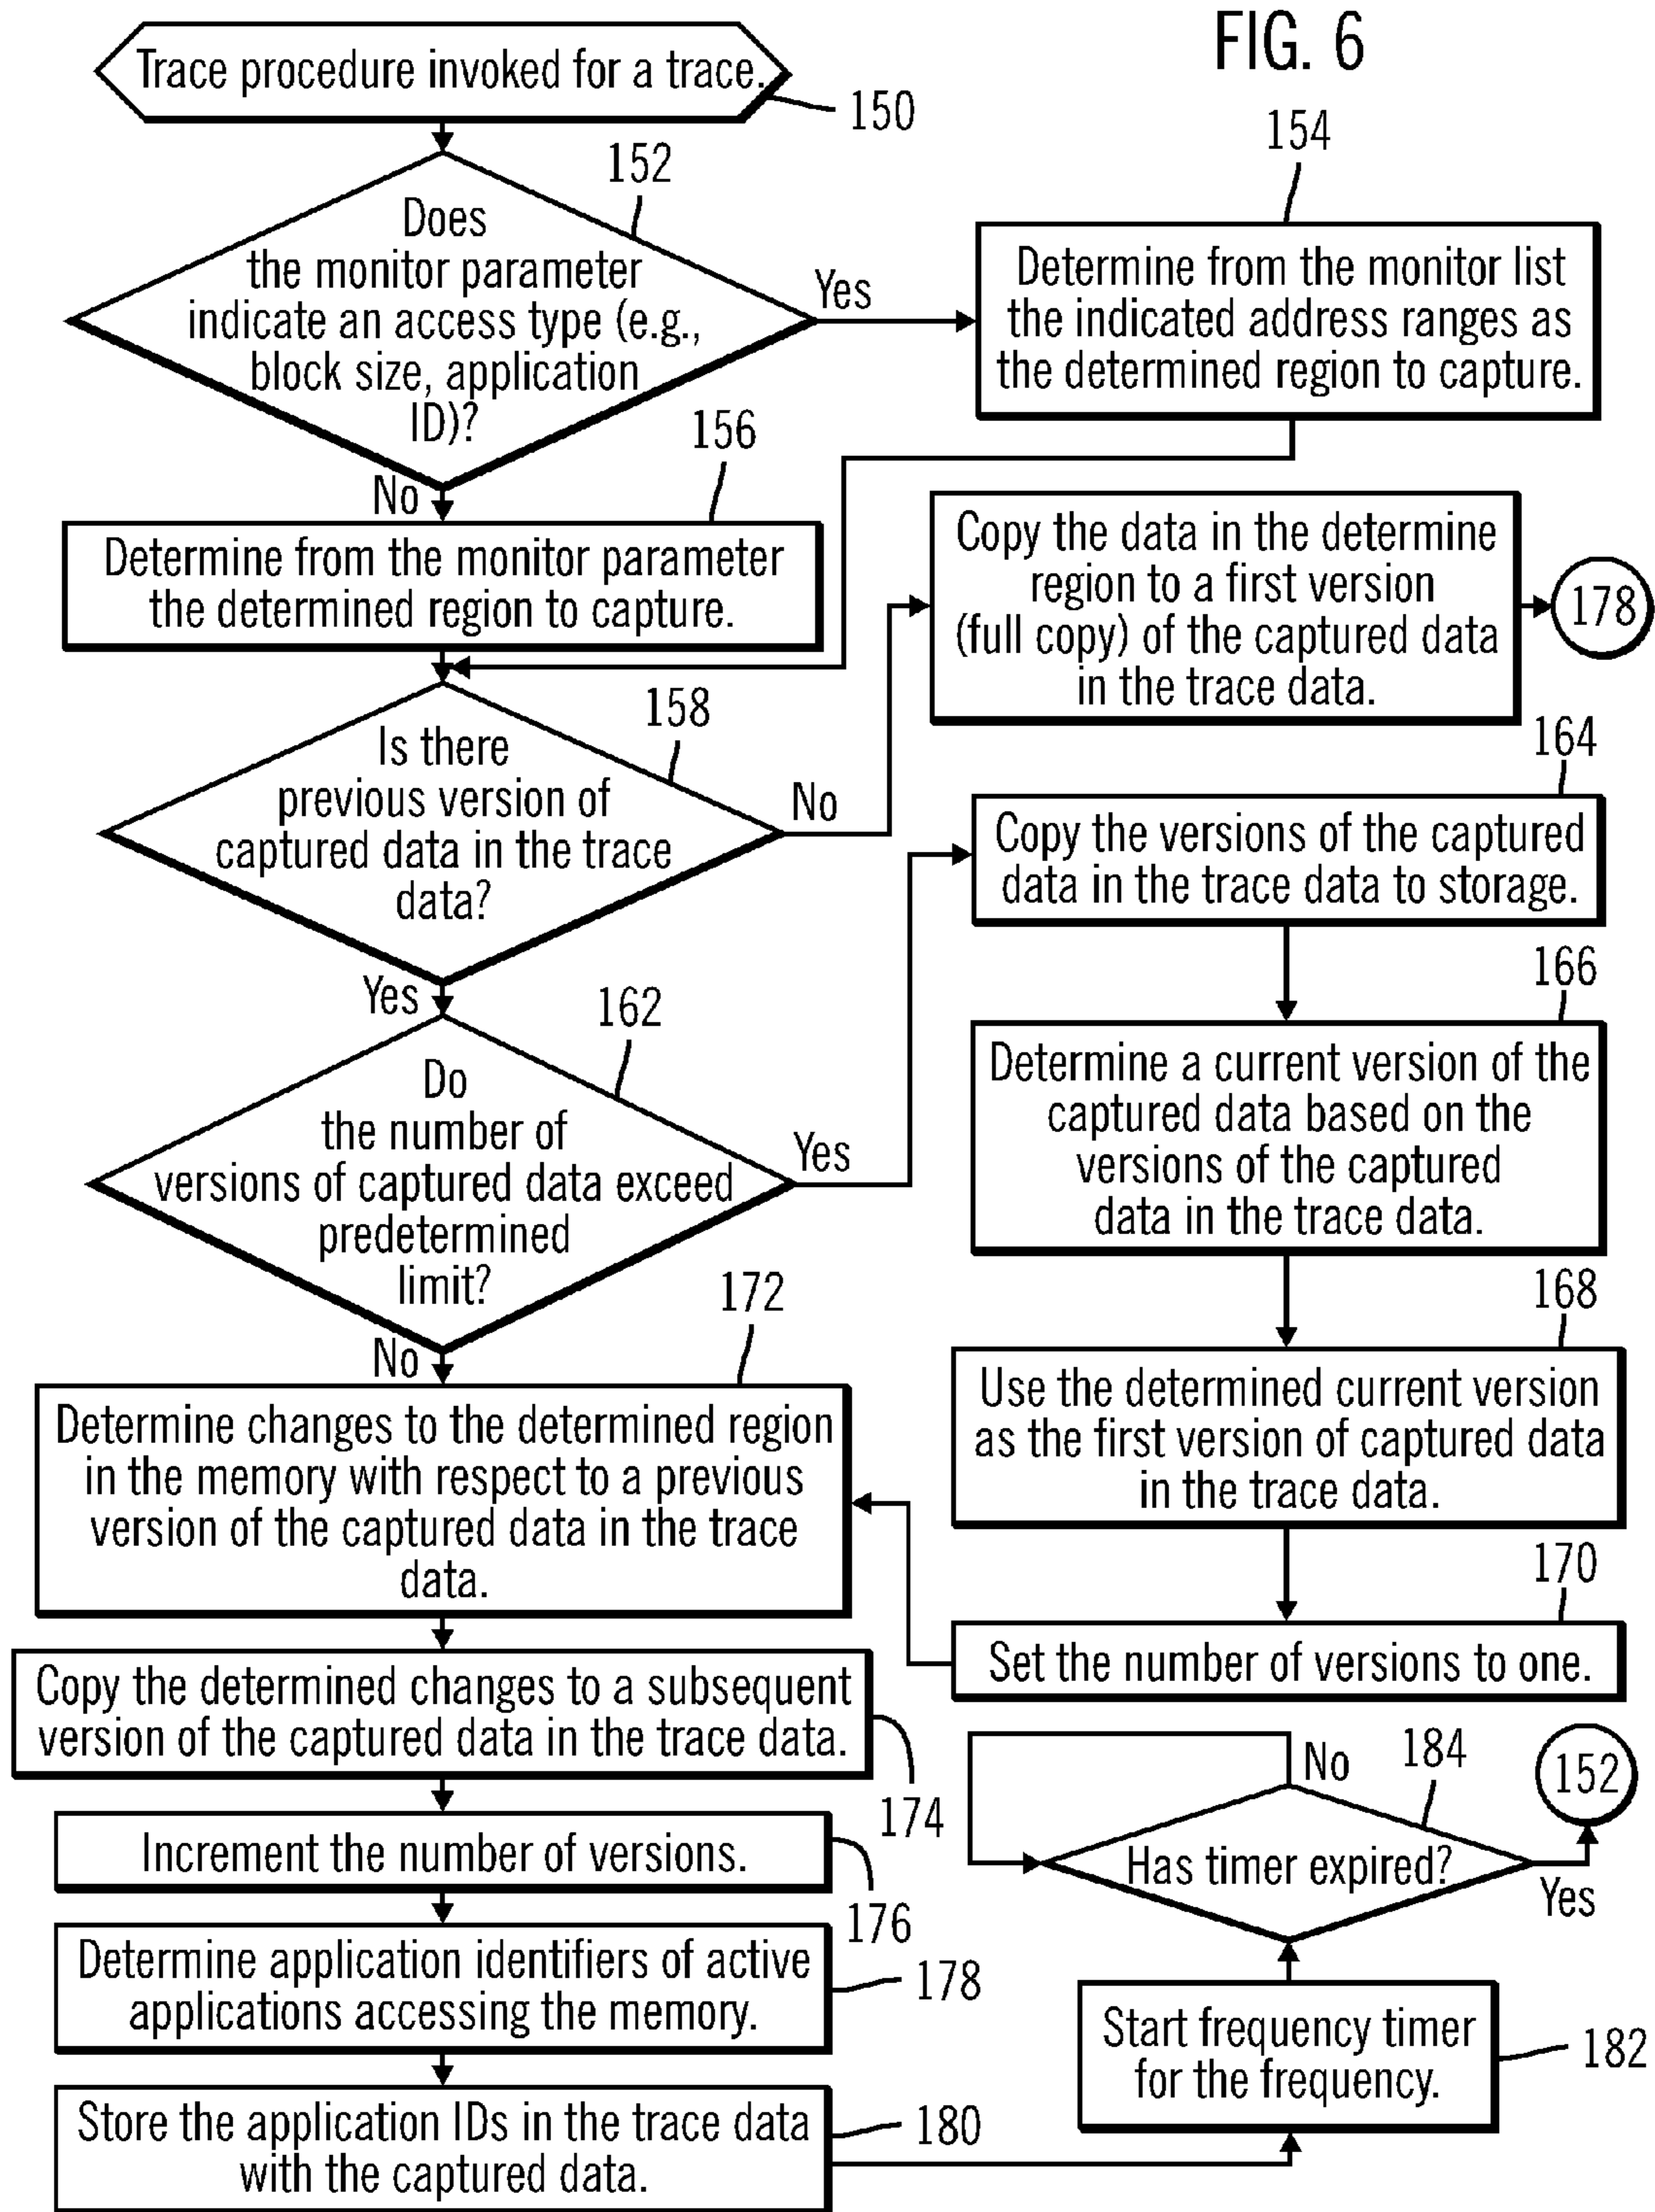 FIG. 6
Trace procedure invoked for a trace.
150
152
Does
the monitor parameter
indicate an access type (e.g.,
block size, application
ID)?
Yes
No
154
Determine from the monitor list
the indicated address ranges as
the determined region to capture.
156
Determine from the monitor parameter
the determined region to capture.
158
Is there
previous version of
captured data in the trace
data?
No
Yes
Copy the data in the determine
region to a first version
(full copy) of the captured data
in the trace data.
178
162
Do
the number of
versions of captured data exceed
predetermined
limit?
Yes
No
164
Copy the versions of the captured
data in the trace data to storage.
166
Determine a current version of the
captured data based on the
versions of the captured
data in the trace data.
168
Use the determined current version
as the first version of captured data
in the trace data.
170
Set the number of versions to one.
172
Determine changes to the determined region
in the memory with respect to a previous
version of the captured data in the trace
data.
Copy the determined changes to a subsequent
version of the captured data in the trace data.
174
Increment the number of versions.
176
Determine application identifiers of active
applications accessing the memory.
178
Store the application IDs in the trace data
with the captured data.
180
Start frequency timer
for the frequency.
182
184
Has timer expired?
No
Yes
152